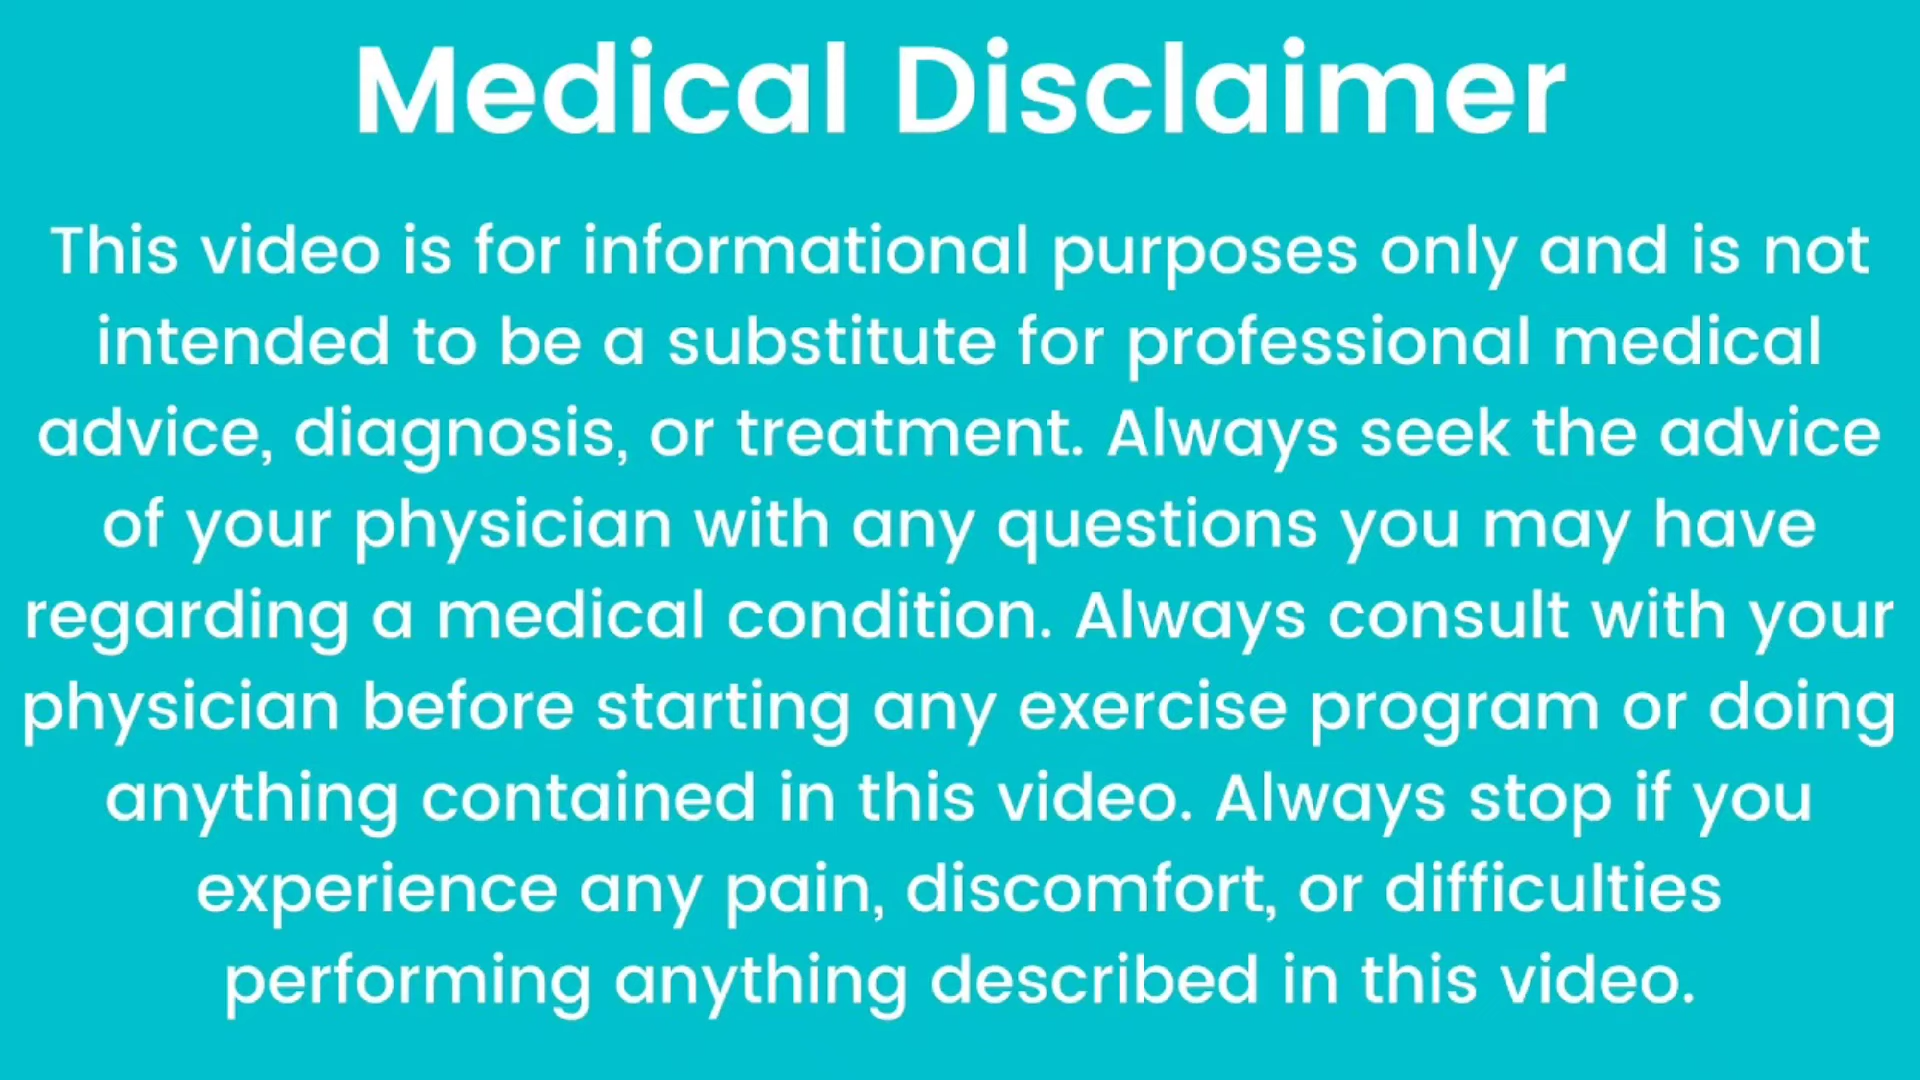 Medical Disclaimer
This video is for informational purposes only and is not
intended to be a substitute for professional medical
advice, diagnosis, or treatment. Always seek the advice
of your physician with any questions you may have
regarding a medical condition. Always consult with your
physician before starting any exercise program or doing
anything contained in this video. Always stop if you
experience any pain, discomfort, or difficulties
performing anything described in this video.